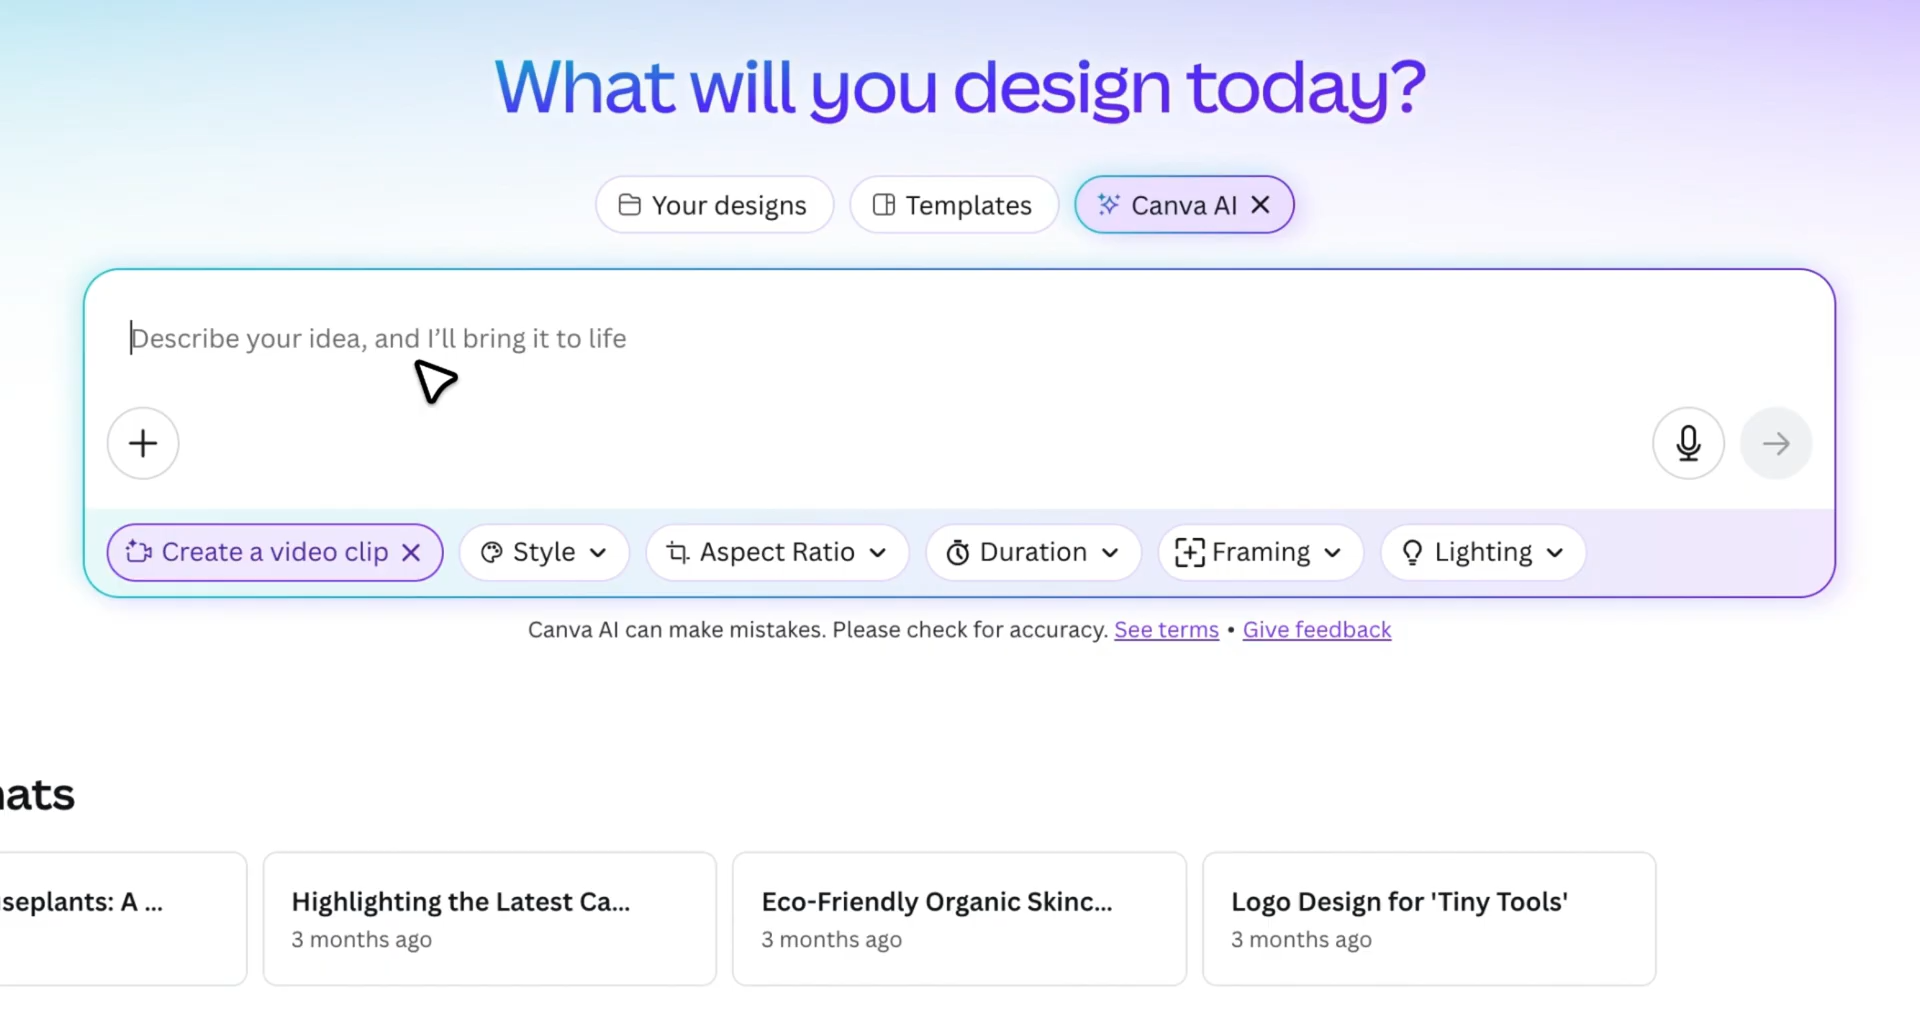 What will you design today?
Your designs
Templates
Canva AI
Describe your idea, and I’ll bring it to life
Create a video clip
Style
Aspect Ratio
Duration
Framing
Lighting
Canva AI can make mistakes. Please check for accuracy. See terms • Give feedback
ats
seplants: A ...
Highlighting the Latest Ca...
3 months ago
Eco-Friendly Organic Skinc...
3 months ago
Logo Design for 'Tiny Tools'
3 months ago